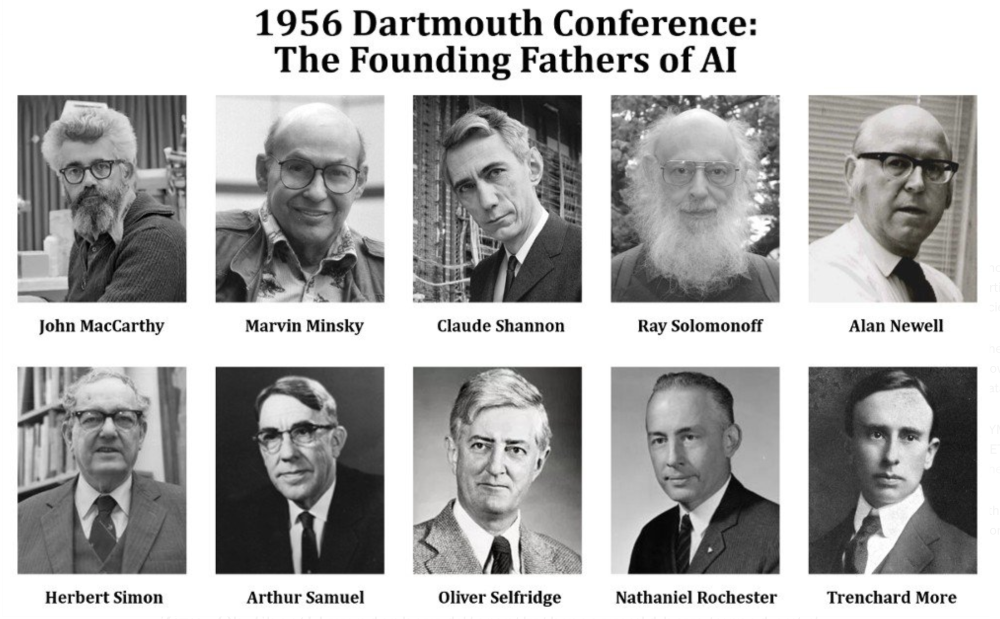 1956 Dartmouth Conference:
The Founding Fathers of AI
John MacCarthy
Marvin Minsky
Claude Shannon
Ray Solomonoff
Alan Newell
Herbert Simon
Arthur Samuel
Oliver Selfridge
Nathaniel Rochester
Trenchard More